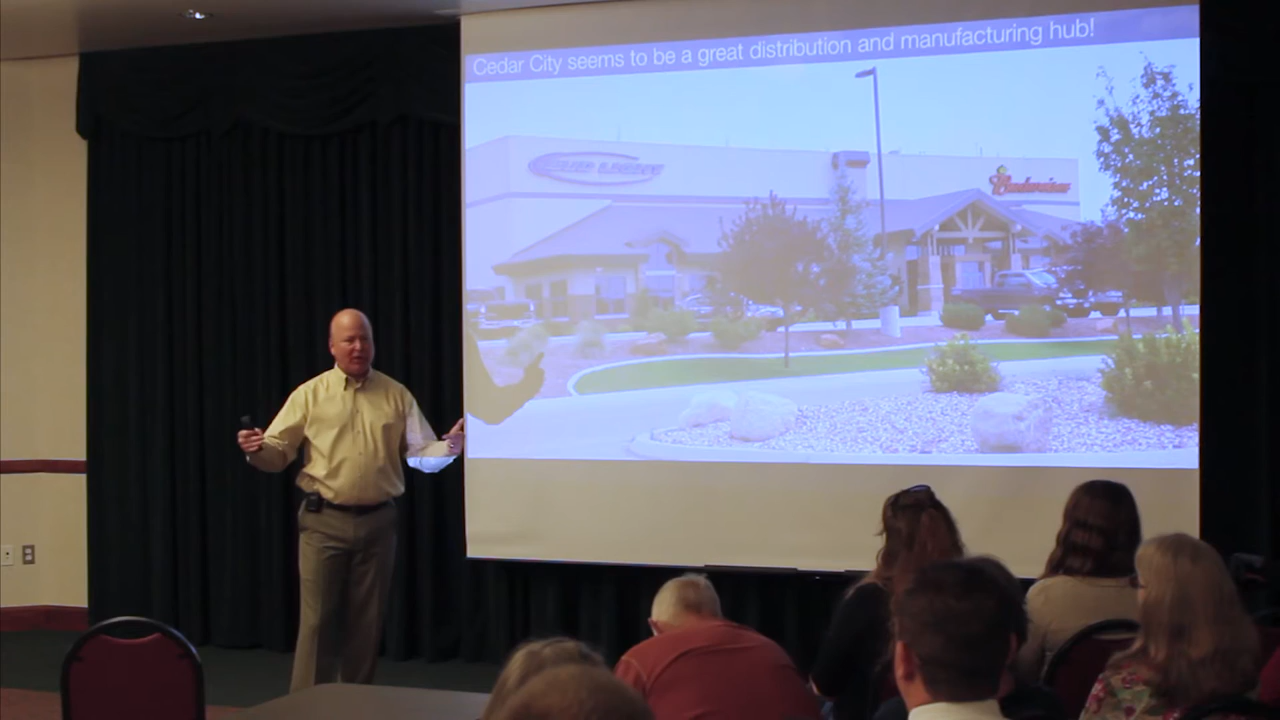 Cedar City seems to be a great distribution and manufacturing hub!
Budweiser